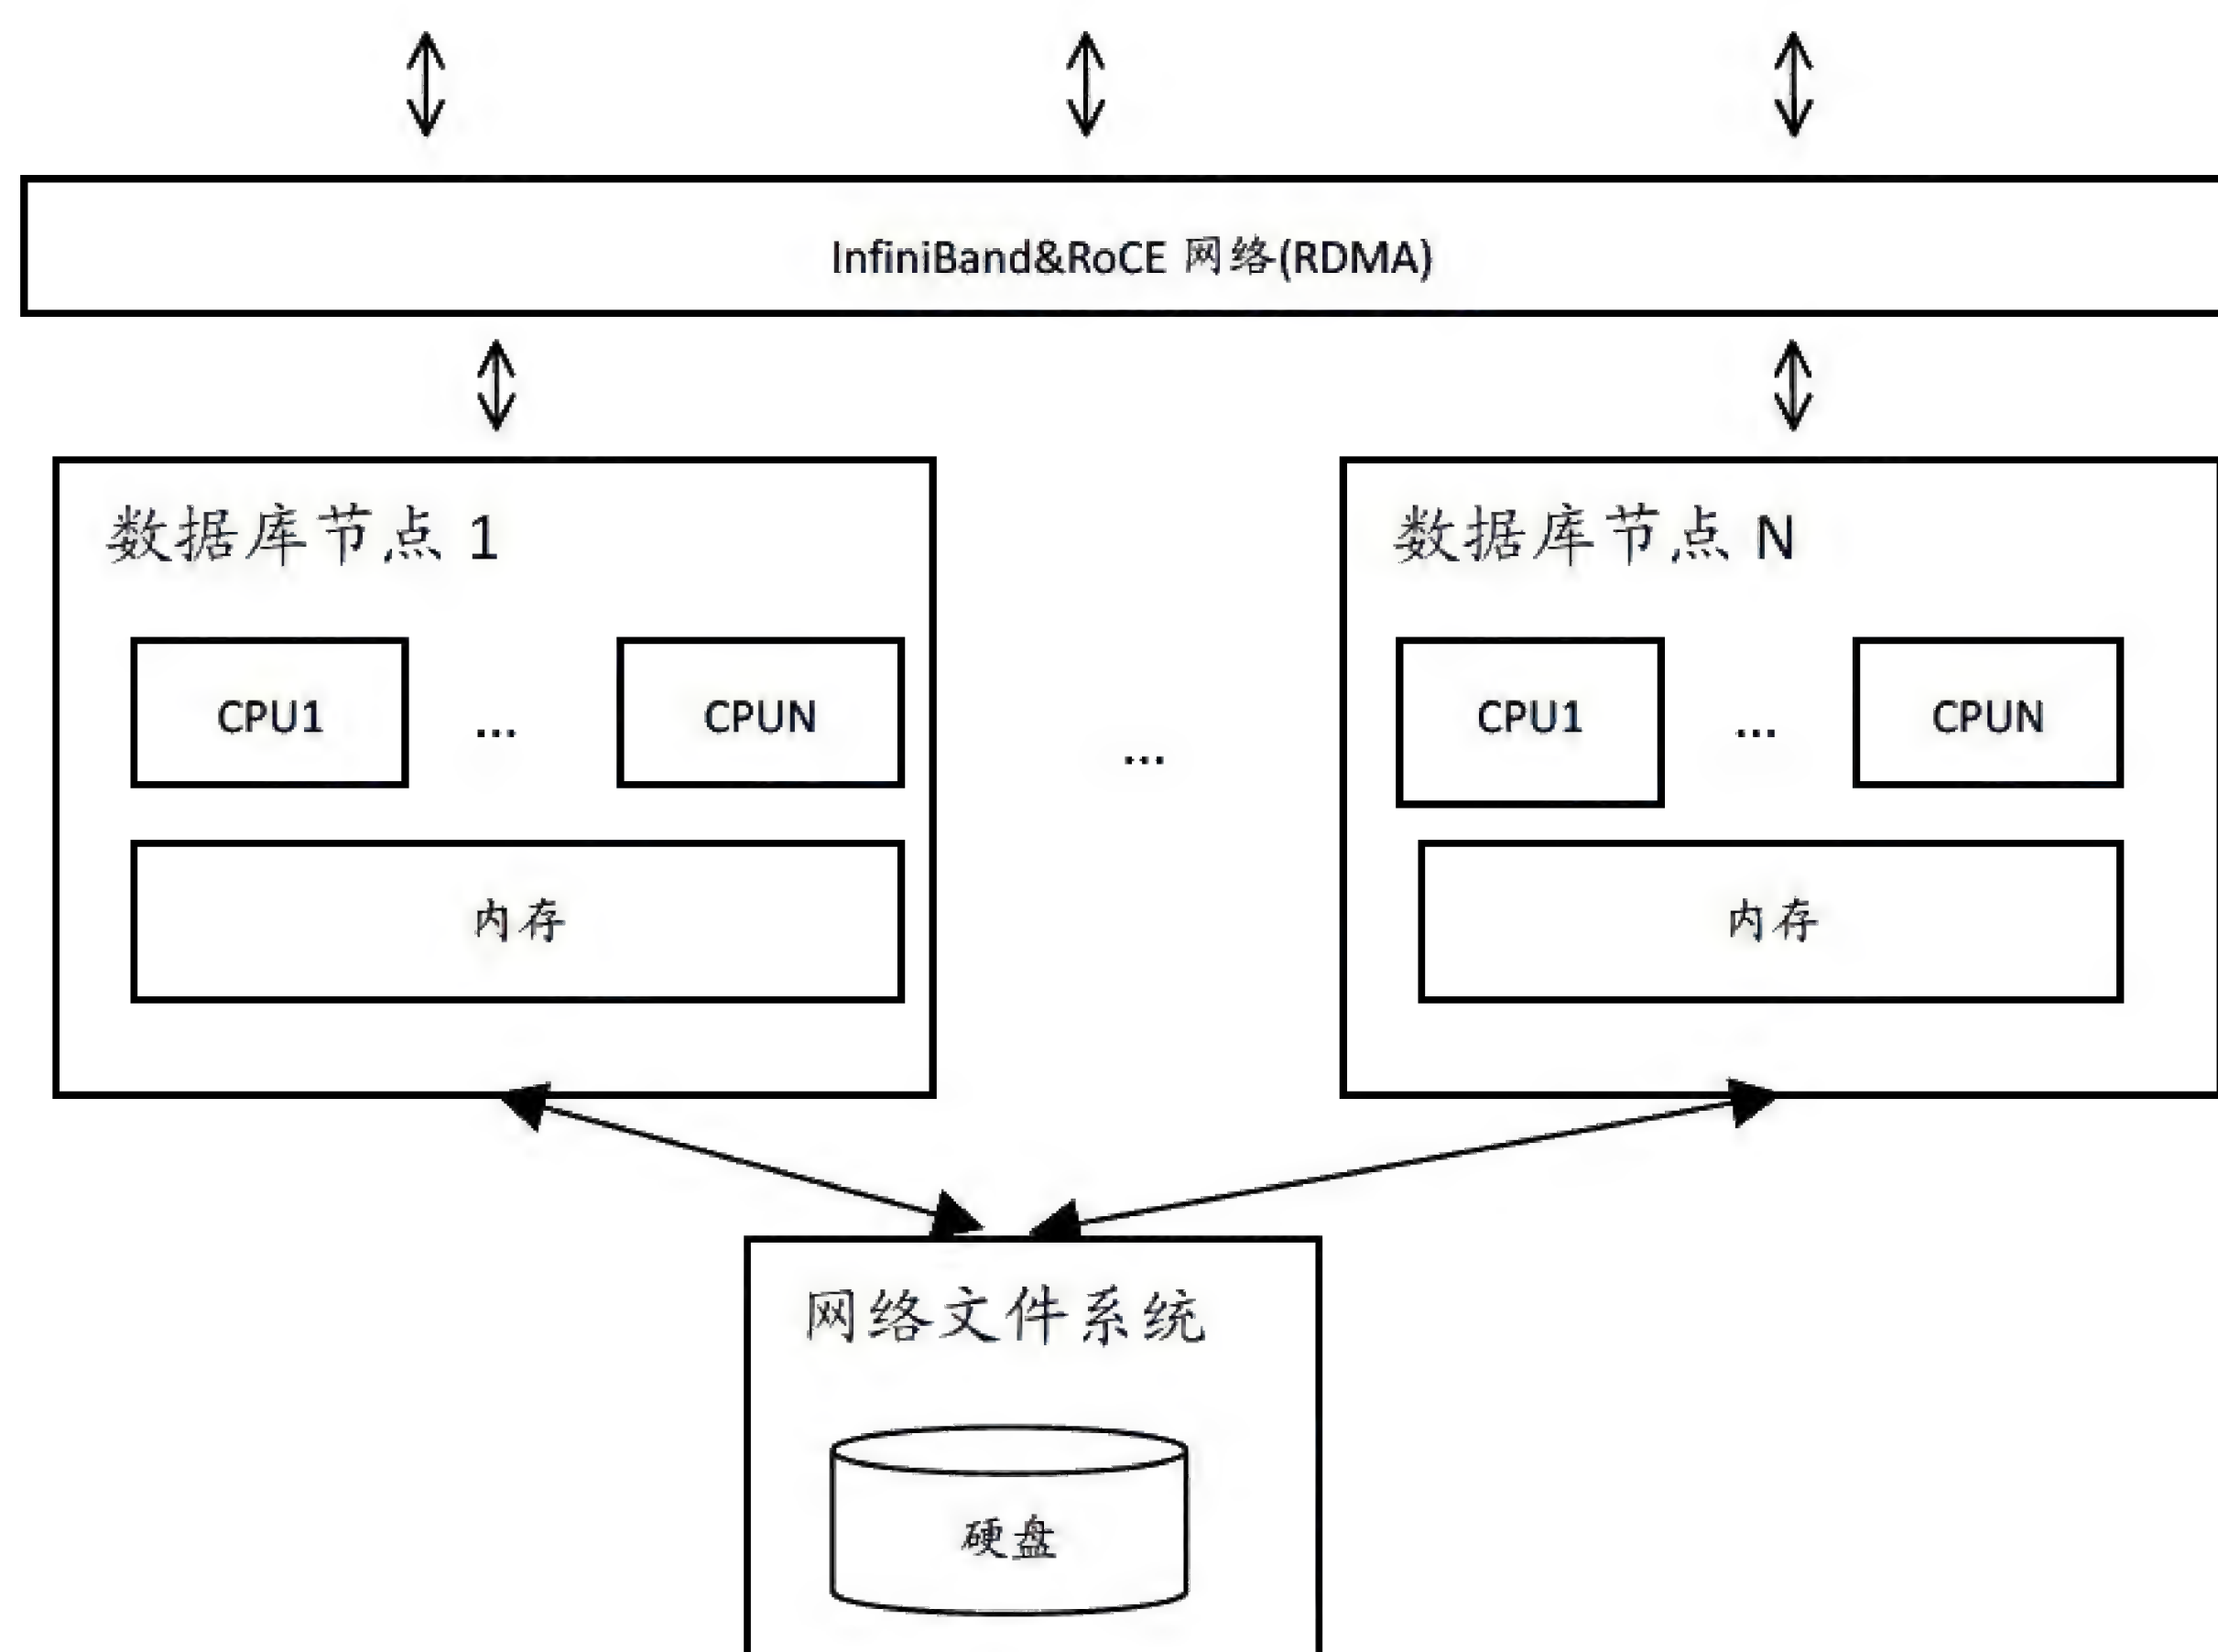 InfiniBand&RoCE 网络(RDMA)
数据库节点 1
数据库节点 N
CPU1
...
CPUN
...
CPU1
...
CPUN
内存
内存
网络文件系统
硬盘